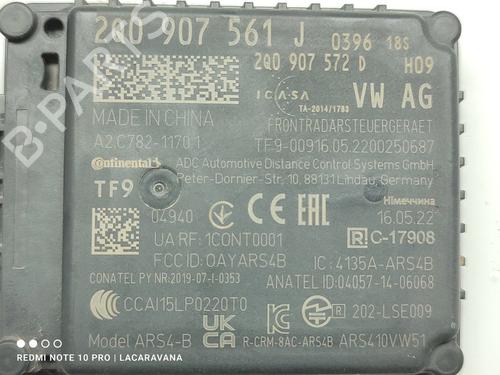 2Q0 907 561 J 0396 18S
2Q0 907 572 D H09
ICASA
TA-2014/1783
VW AG
MADE IN CHINA
FRONTRADARSTEUERGERAET
A2C782-11701
TF9-00916.05.2200250687
Continental
ADC Automotive Distance Control Systems GmbH
Peter-Dornier-Str. 10, 88131 Lindau, Germany
TF9
Німеччина
04940
CE EAC
16.05.22
UA RF: 1CONT0001
R C-17908
FCC ID: OAYARS4B
IC: 4135A-ARS4B
CONATEL PY NR:2019-07-I-0353
ANATEL ID:04057-14-06068
CCAI15LP0220T0
202-LSE009
Model ARS4-B
UK CA
R-CRM-8AC-ARS4B
ARS410VW51
REDMI NOTE 10 PRO | LACARAVANA